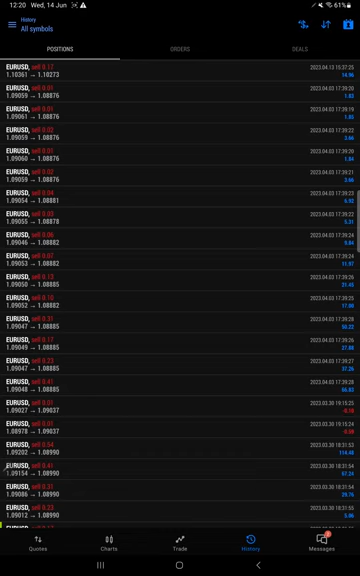 12:20 Wed, 14 Jun 61%
History
All symbols
POSITIONS ORDERS DEALS
EURUSD, sell 0.17 2023.04.13 15:37:25
1.10361 → 1.10273 14.96
EURUSD, sell 0.01 2023.04.03 17:39:20
1.09059 → 1.08876 1.83
EURUSD, sell 0.01 2023.04.03 17:39:19
1.09061 → 1.08876 1.85
EURUSD, sell 0.02 2023.04.03 17:39:20
1.09059 → 1.08876 3.66
EURUSD, sell 0.01 2023.04.03 17:39:20
1.09060 → 1.08876 1.84
EURUSD, sell 0.02 2023.04.03 17:39:21
1.09059 → 1.08876 3.66
EURUSD, sell 0.04 2023.04.03 17:39:23
1.09054 → 1.08881 6.92
EURUSD, sell 0.03 2023.04.03 17:39:22
1.09055 → 1.08878 5.31
EURUSD, sell 0.06 2023.04.03 17:39:24
1.09046 → 1.08882 9.84
EURUSD, sell 0.07 2023.04.03 17:39:24
1.09053 → 1.08882 11.97
EURUSD, sell 0.13 2023.04.03 17:39:26
1.09050 → 1.08885 21.45
EURUSD, sell 0.10 2023.04.03 17:39:25
1.09052 → 1.08882 17.00
EURUSD, sell 0.31 2023.04.03 17:39:28
1.09047 → 1.08885 50.22
EURUSD, sell 0.17 2023.04.03 17:39:26
1.09049 → 1.08885 27.88
EURUSD, sell 0.23 2023.04.03 17:39:27
1.09047 → 1.08885 37.26
EURUSD, sell 0.41 2023.04.03 17:39:28
1.09048 → 1.08885 66.83
EURUSD, sell 0.01 2023.03.30 19:15:25
1.09027 → 1.09037 -0.10
EURUSD, sell 0.01 2023.03.30 19:15:24
1.08978 → 1.09037 -0.59
EURUSD, sell 0.54 2023.03.30 18:31:53
1.09202 → 1.08990 114.48
EURUSD, sell 0.41 2023.03.30 18:31:54
1.09154 → 1.08990 67.24
EURUSD, sell 0.31 2023.03.30 18:31:54
1.09086 → 1.08990 29.76
EURUSD, sell 0.23 2023.03.30 18:31:55
1.09012 → 1.08990 5.06
Quotes Charts Trade History Messages